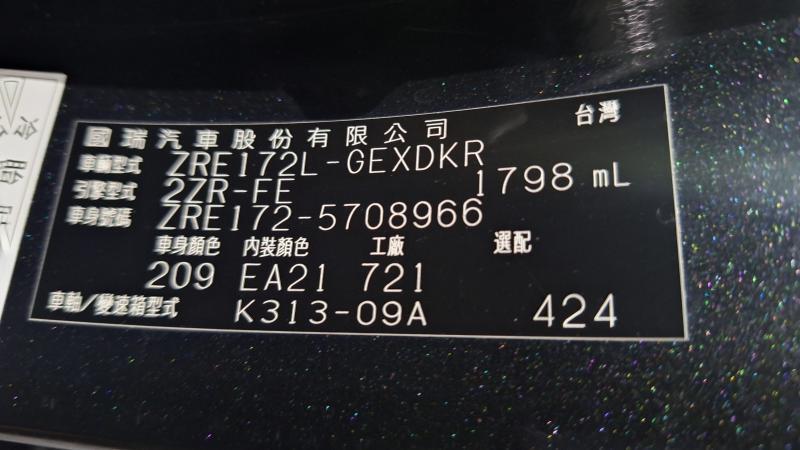 國瑞汽車股份有限公司 台灣
車輛型式 ZRE172L-GEXDKR
引擎型式 2ZR-FE 1798 mL
車身號碼 ZRE172-5708966
車身顏色 內裝顏色 工廠 選配
209 EA21 721
車軸/變速箱型式 K313-09A 424
冷胎